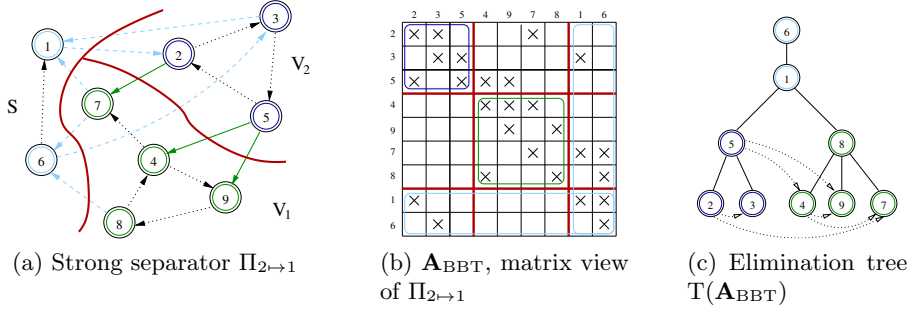 1
3
2
V₂
7
S
5
4
6
9
8
V₁
2 3 5 4 9 7 8 1 6
2 × × ×
3 × × ×
5 × × × ×
4 × × ×
9 × ×
7 × × ×
8 × × ×
1 × × ×
6 × ×
6
1
5
8
2
3
4
9
7
(a) Strong separator Π₂↦₁
(b) A_BBT, matrix view
of Π₂↦₁
(c) Elimination tree
T(A_BBT)